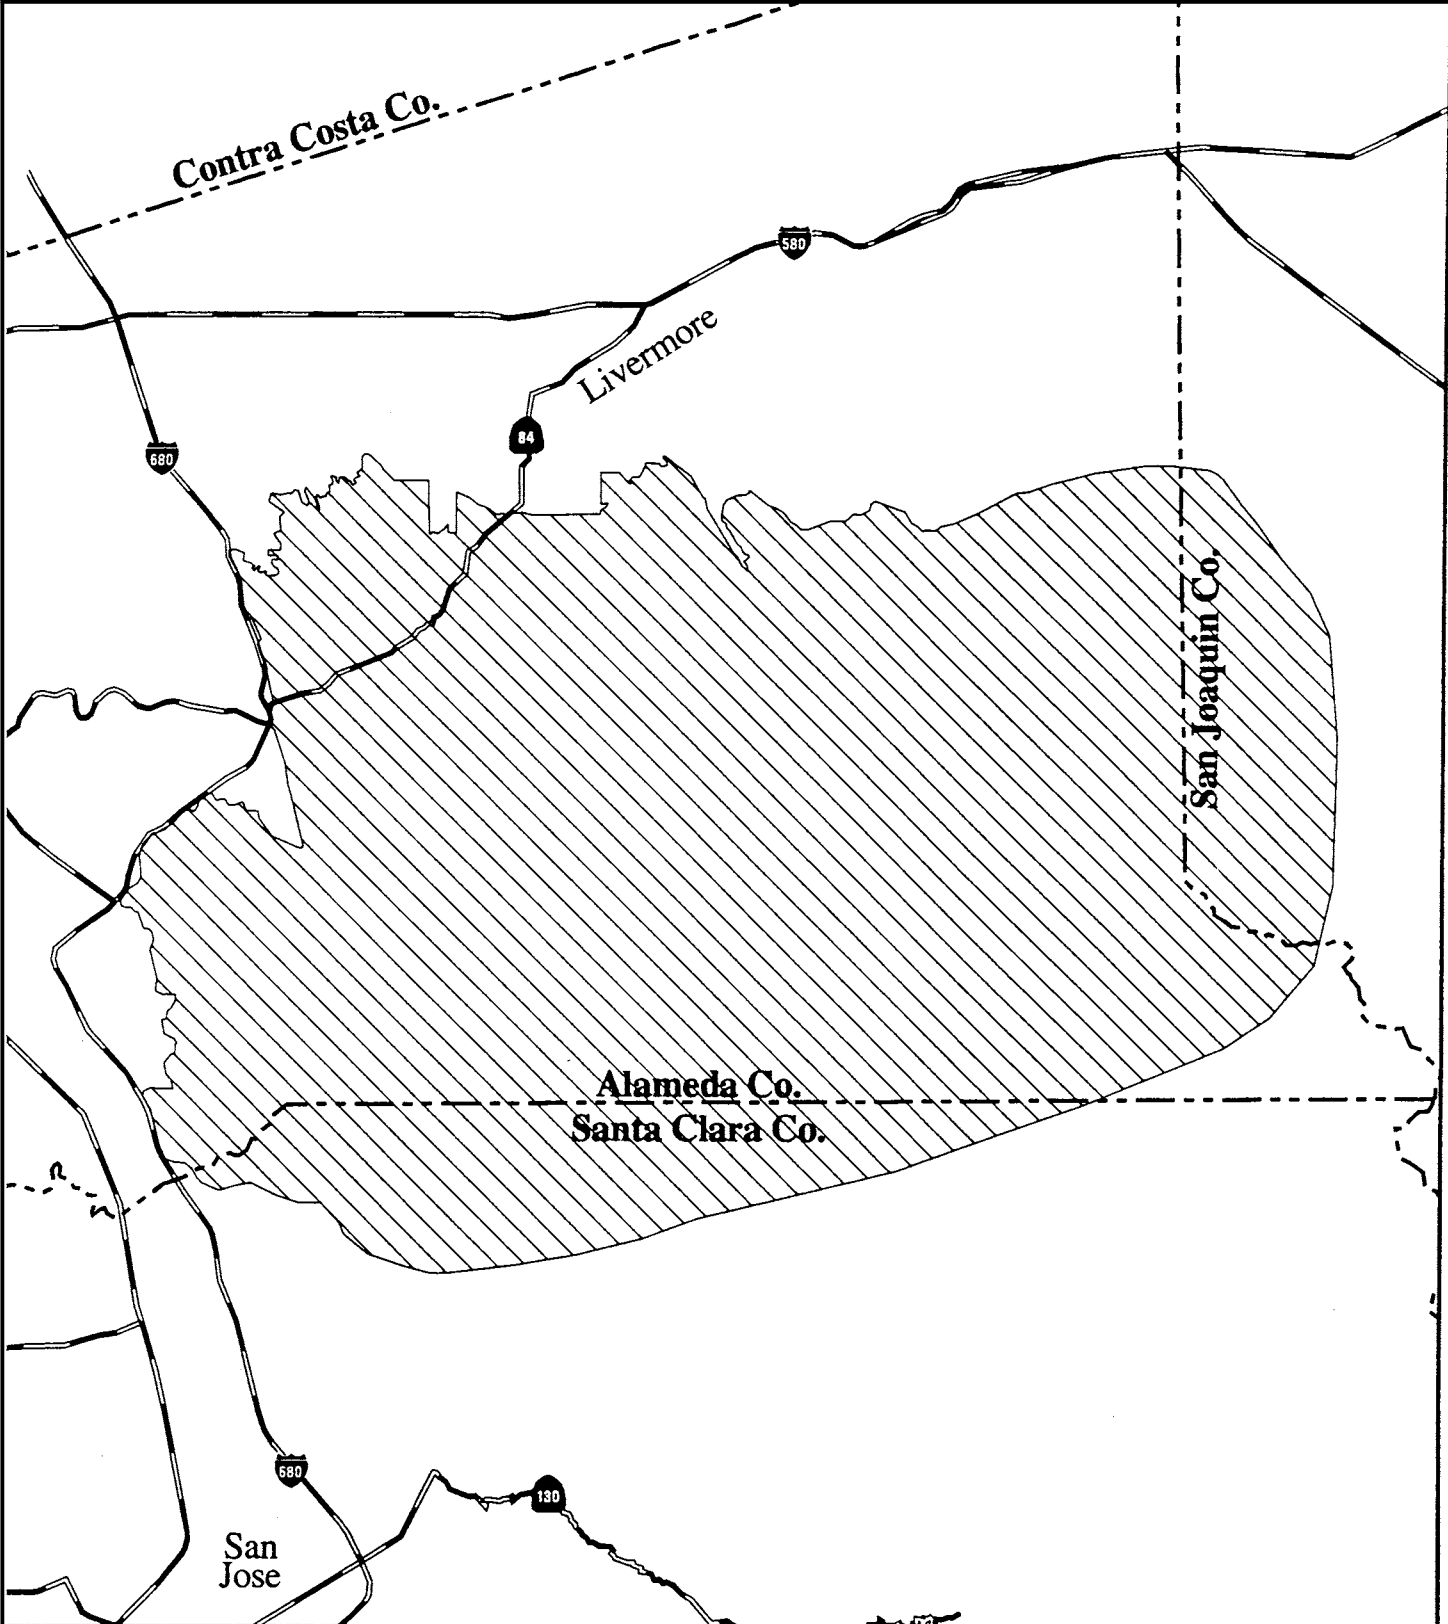 Contra Costa Co.
580
Livermore
84
680
San Joaquin Co.
Alameda Co.
Santa Clara Co.
680
130
San
Jose